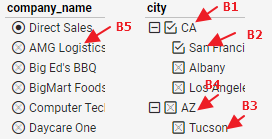 company_name
Direct Sales
AMG Logistics
Big Ed's BBQ
BigMart Foods
Computer Tecl
Daycare One
B5
city
B1
CA
B2
San Franci
Albany
Los Angele
B4
AZ
B3
Tucson